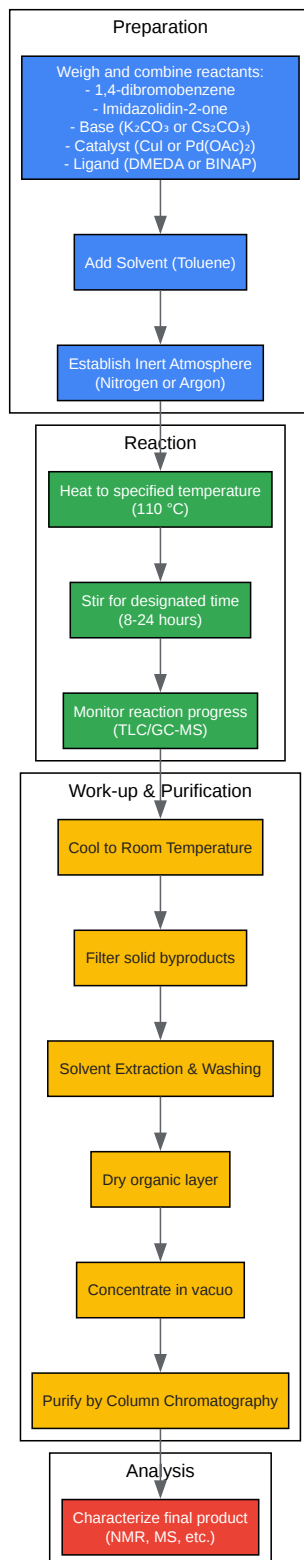 Preparation
Weigh and combine reactants:
- 1,4-dibromobenzene
- Imidazolidin-2-one
- Base (K₂CO₃ or Cs₂CO₃)
- Catalyst (CuI or Pd(OAc)₂)
- Ligand (DMEDA or BINAP)
Add Solvent (Toluene)
Establish Inert Atmosphere
(Nitrogen or Argon)
Reaction
Heat to specified temperature
(110 °C)
Stir for designated time
(8-24 hours)
Monitor reaction progress
(TLC/GC-MS)
Work-up & Purification
Cool to Room Temperature
Filter solid byproducts
Solvent Extraction & Washing
Dry organic layer
Concentrate in vacuo
Purify by Column Chromatography
Analysis
Characterize final product
(NMR, MS, etc.)